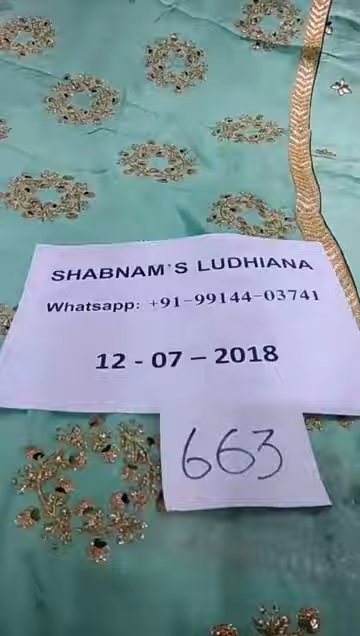 SHABNAM'S LUDHIANA
Whatsapp: +91-99144-03741
12 - 07 - 2018
663